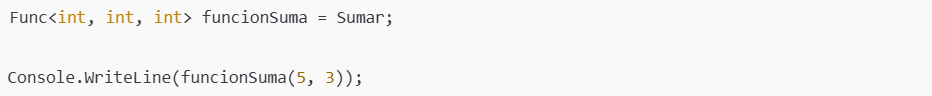 Func<int, int, int> funcionSuma = Sumar;
Console.WriteLine(funcionSuma(5, 3));